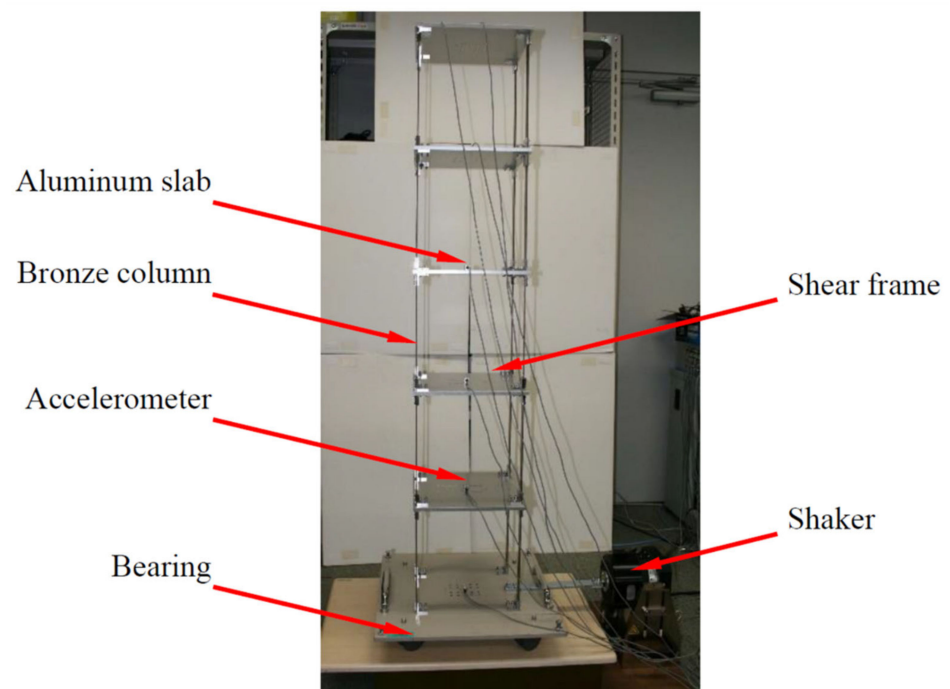 Aluminum slab
Bronze column
Shear frame
Accelerometer
Shaker
Bearing